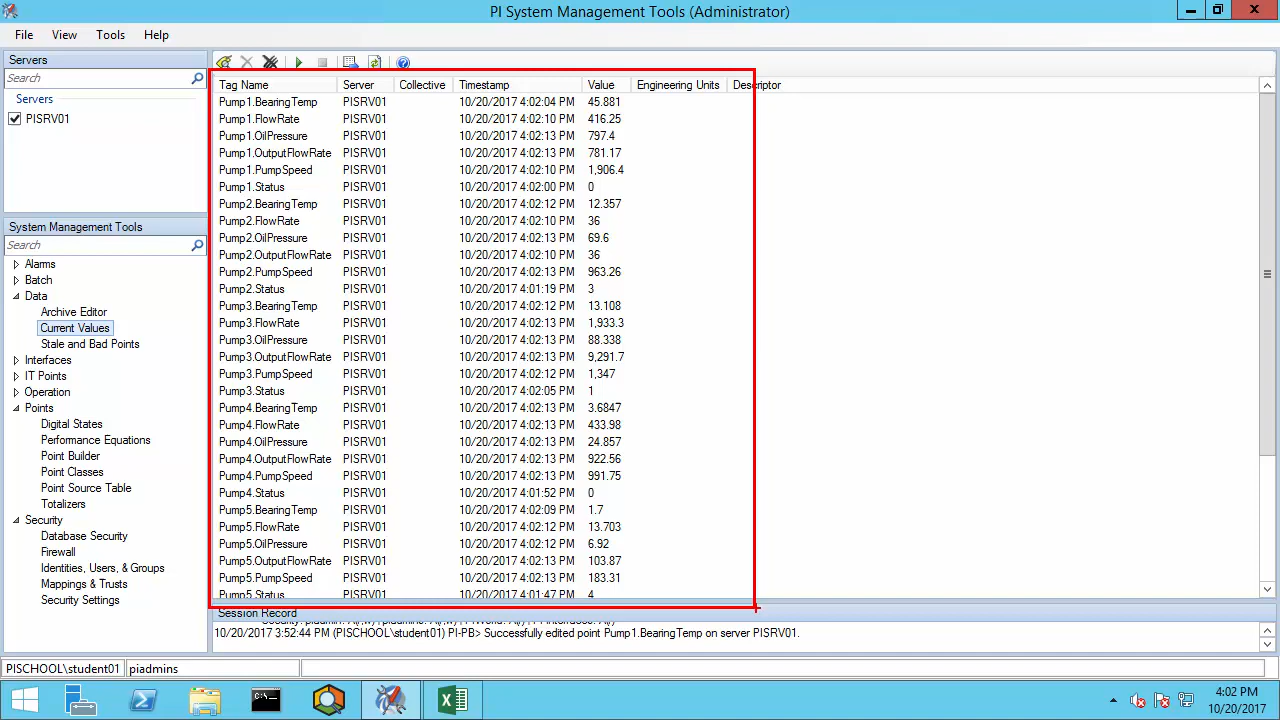 PI System Management Tools (Administrator)
File View Tools Help
Servers
Search
Servers
PISRV01
System Management Tools
Search
Alarms
Batch
Data
Archive Editor
Current Values
Stale and Bad Points
Interfaces
IT Points
Operation
Points
Digital States
Performance Equations
Point Builder
Point Classes
Point Source Table
Totalizers
Security
Database Security
Firewall
Identities, Users, & Groups
Mappings & Trusts
Security Settings
Tag Name Server Collective Timestamp Value Engineering Units Descriptor
Pump1.BearingTemp PISRV01 10/20/2017 4:02:04 PM 45.881
Pump1.FlowRate PISRV01 10/20/2017 4:02:10 PM 416.25
Pump1.OilPressure PISRV01 10/20/2017 4:02:13 PM 797.4
Pump1.OutputFlowRate PISRV01 10/20/2017 4:02:13 PM 781.17
Pump1.PumpSpeed PISRV01 10/20/2017 4:02:10 PM 1,906.4
Pump1.Status PISRV01 10/20/2017 4:02:00 PM 0
Pump2.BearingTemp PISRV01 10/20/2017 4:02:12 PM 12.357
Pump2.FlowRate PISRV01 10/20/2017 4:02:10 PM 36
Pump2.OilPressure PISRV01 10/20/2017 4:02:13 PM 69.6
Pump2.OutputFlowRate PISRV01 10/20/2017 4:02:10 PM 36
Pump2.PumpSpeed PISRV01 10/20/2017 4:02:13 PM 963.26
Pump2.Status PISRV01 10/20/2017 4:01:19 PM 3
Pump3.BearingTemp PISRV01 10/20/2017 4:02:12 PM 13.108
Pump3.FlowRate PISRV01 10/20/2017 4:02:13 PM 1,933.3
Pump3.OilPressure PISRV01 10/20/2017 4:02:13 PM 88.338
Pump3.OutputFlowRate PISRV01 10/20/2017 4:02:13 PM 9,291.7
Pump3.PumpSpeed PISRV01 10/20/2017 4:02:12 PM 1,347
Pump3.Status PISRV01 10/20/2017 4:02:05 PM 1
Pump4.BearingTemp PISRV01 10/20/2017 4:02:13 PM 3.6847
Pump4.FlowRate PISRV01 10/20/2017 4:02:13 PM 433.98
Pump4.OilPressure PISRV01 10/20/2017 4:02:13 PM 24.857
Pump4.OutputFlowRate PISRV01 10/20/2017 4:02:13 PM 922.56
Pump4.PumpSpeed PISRV01 10/20/2017 4:02:13 PM 991.75
Pump4.Status PISRV01 10/20/2017 4:01:52 PM 0
Pump5.BearingTemp PISRV01 10/20/2017 4:02:09 PM 1.7
Pump5.FlowRate PISRV01 10/20/2017 4:02:12 PM 13.703
Pump5.OilPressure PISRV01 10/20/2017 4:02:12 PM 6.92
Pump5.OutputFlowRate PISRV01 10/20/2017 4:02:13 PM 103.87
Pump5.PumpSpeed PISRV01 10/20/2017 4:02:13 PM 183.31
Pump5.Status PISRV01 10/20/2017 4:01:47 PM 4
Session Record
10/20/2017 3:52:44 PM (PISCHOOL\student01) PI-PB> Successfully edited point Pump1.BearingTemp on server PISRV01.
PISCHOOL\student01 piadmins
4:02 PM
10/20/2017